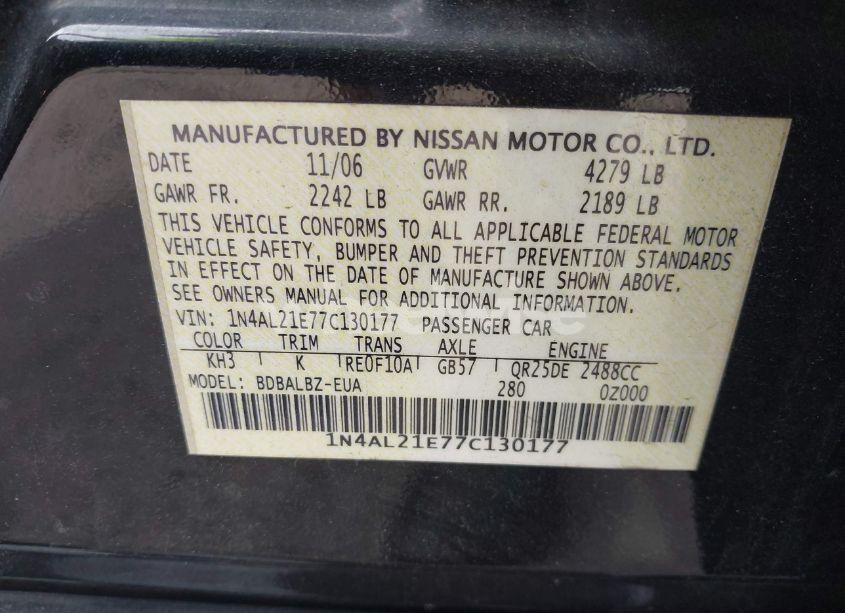 MANUFACTURED BY NISSAN MOTOR CO., LTD.
DATE 11/06 GVWR 4279 LB
GAWR FR. 2242 LB GAWR RR. 2189 LB
THIS VEHICLE CONFORMS TO ALL APPLICABLE FEDERAL MOTOR
VEHICLE SAFETY, BUMPER AND THEFT PREVENTION STANDARDS
IN EFFECT ON THE DATE OF MANUFACTURE SHOWN ABOVE.
SEE OWNERS MANUAL FOR ADDITIONAL INFORMATION.
VIN: 1N4AL21E77C130177 PASSENGER CAR
COLOR TRIM TRANS AXLE ENGINE
KH3 K RE0F10A GB57 QR25DE 2488CC
MODEL: BDBALBZ-EUA 280 0Z000
1N4AL21E77C130177